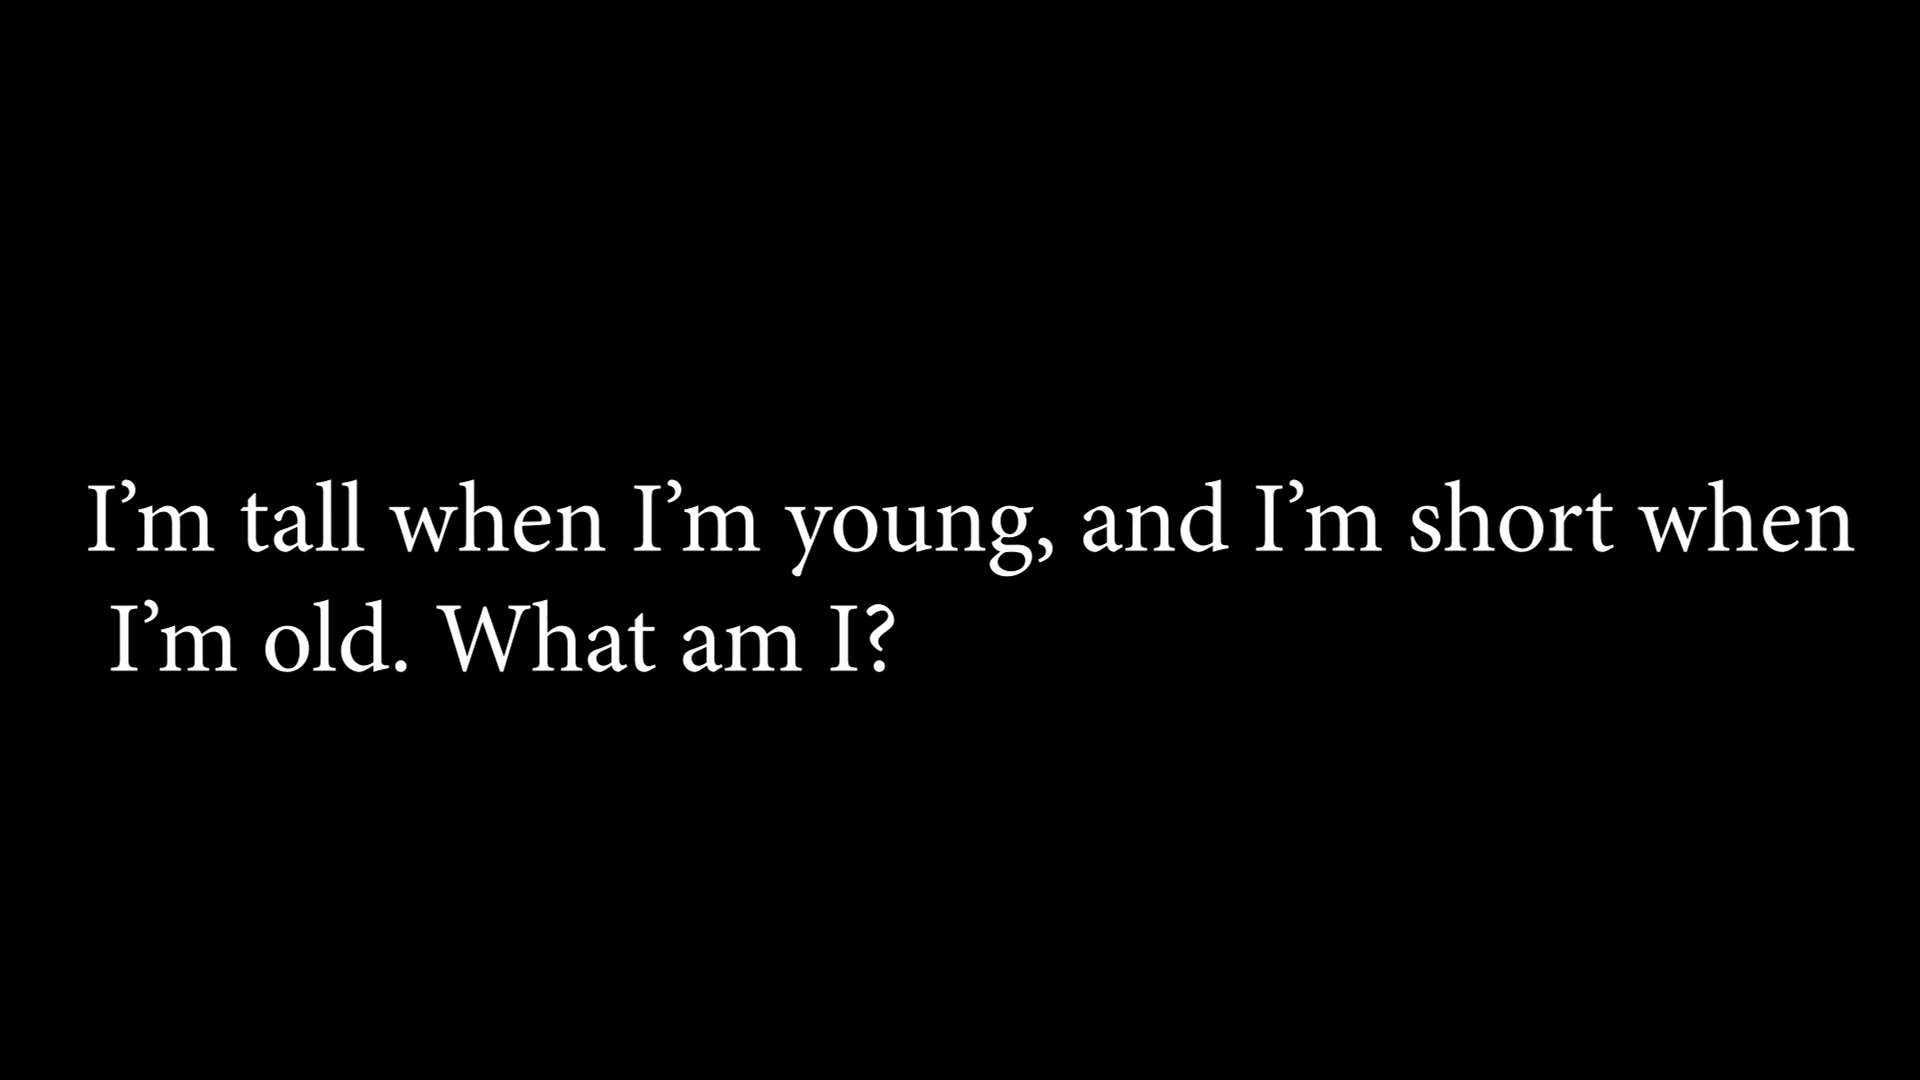 I’m tall when I’m young, and I’m short when
I’m old. What am I?